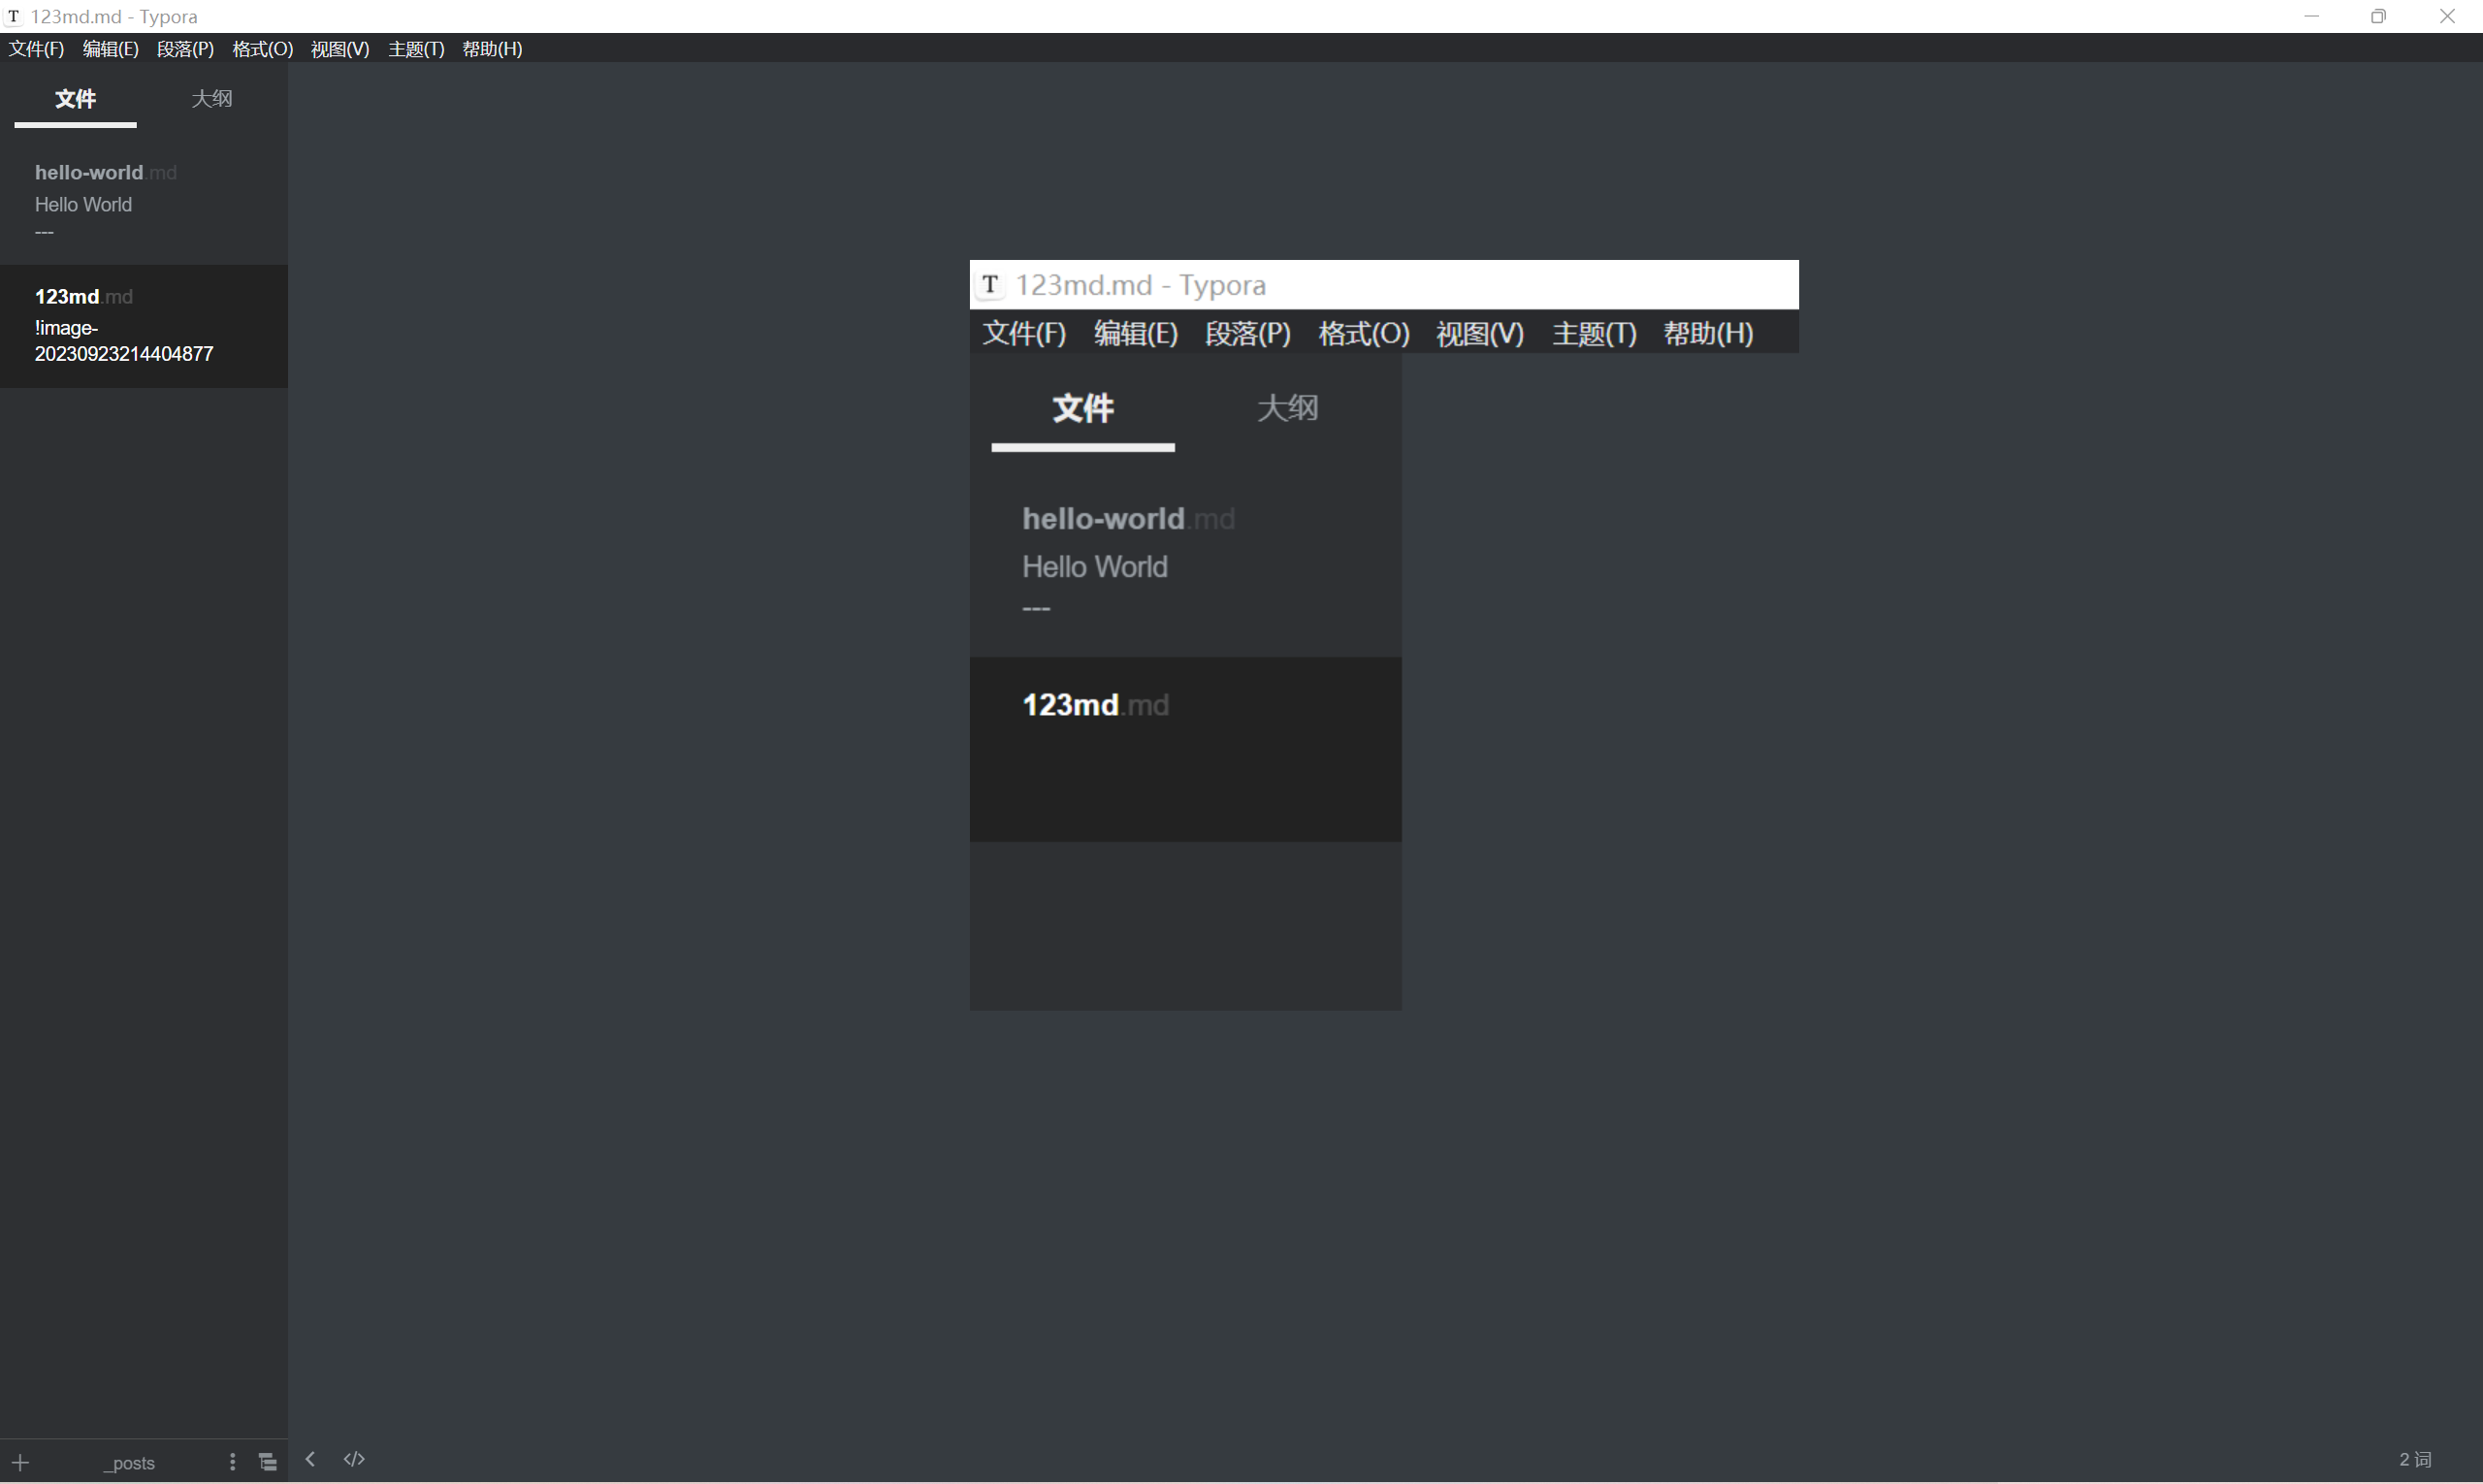 T 123md.md - Typora
文件(F) 编辑(E) 段落(P) 格式(O) 视图(V) 主题(T) 帮助(H)
文件 大纲
hello-world.md
Hello World
---
123md.md
!image-
20230923214404877
T 123md.md - Typora
文件(F) 编辑(E) 段落(P) 格式(O) 视图(V) 主题(T) 帮助(H)
文件 大纲
hello-world.md
Hello World
---
123md.md
_posts
</> 2 词